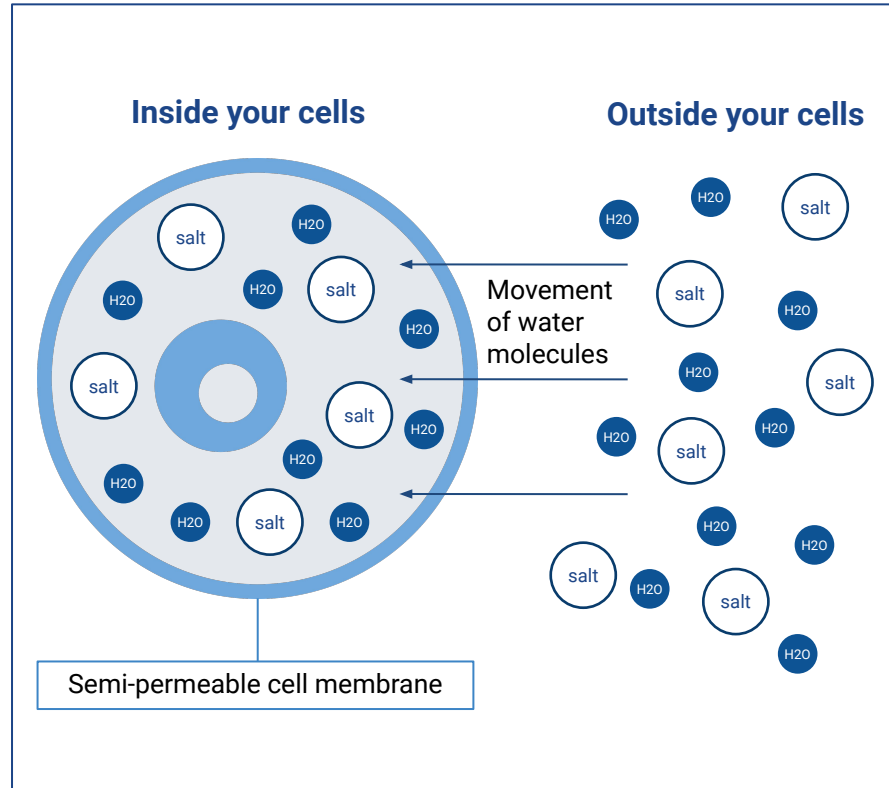 Inside your cells
Outside your cells
salt
H2O
H2O
salt
H2O
H2O
salt
salt
H2O
H2O
salt
H2O
H2O
salt
H2O
H2O
H2O
H2O
salt
salt
H2O
H2O
salt
H2O
H2O
salt
H2O
H2O
salt
H2O
salt
H2O
Movement
of water
molecules
Semi-permeable cell membrane